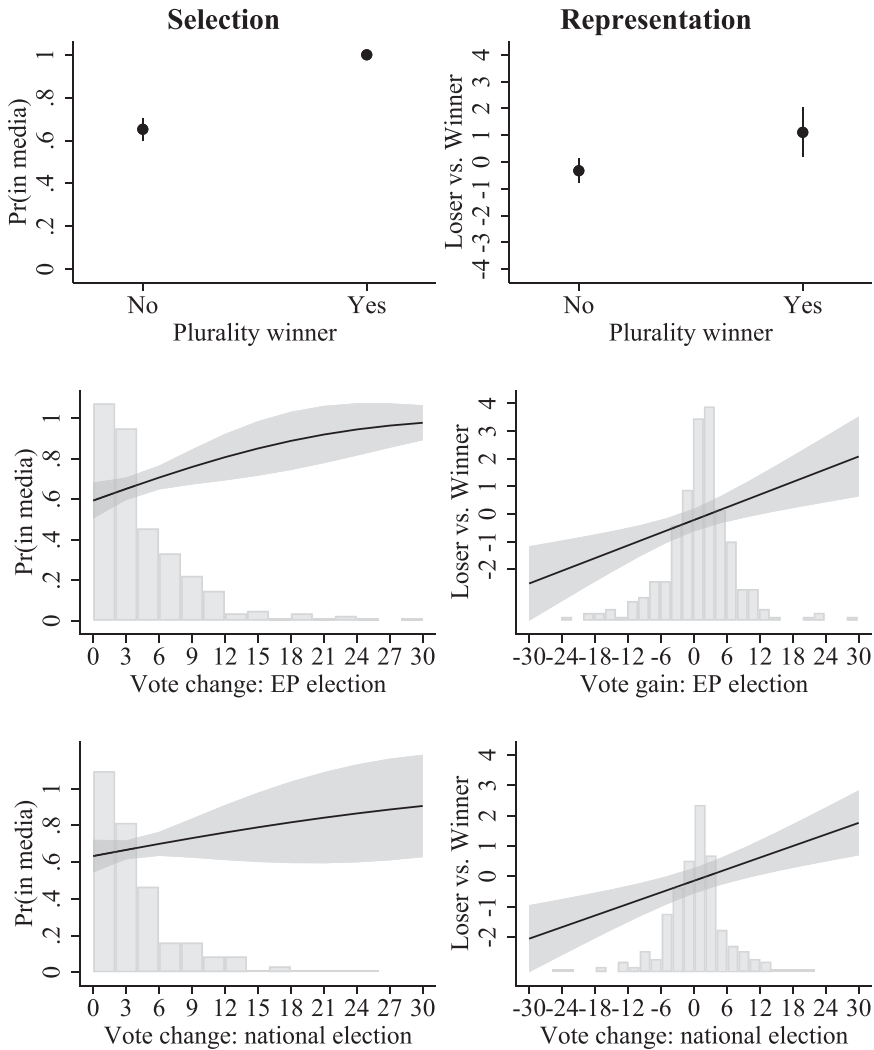 Selection
Representation
Pr(in media)
0 .2 .4 .6 .8 1
No Yes
Plurality winner
Loser vs. Winner
-4 -3 -2 -1 0 1 2 3 4
No Yes
Plurality winner
Pr(in media)
0 .2 .4 .6 .8 1
0 3 6 9 12 15 18 21 24 27 30
Vote change: EP election
Loser vs. Winner
-2 -1 0 1 2 3 4
-30 -24 -18 -12 -6 0 6 12 18 24 30
Vote gain: EP election
Pr(in media)
0 .2 .4 .6 .8 1
0 3 6 9 12 15 18 21 24 27 30
Vote change: national election
Loser vs. Winner
-2 -1 0 1 2 3 4
-30 -24 -18 -12 -6 0 6 12 18 24 30
Vote change: national election